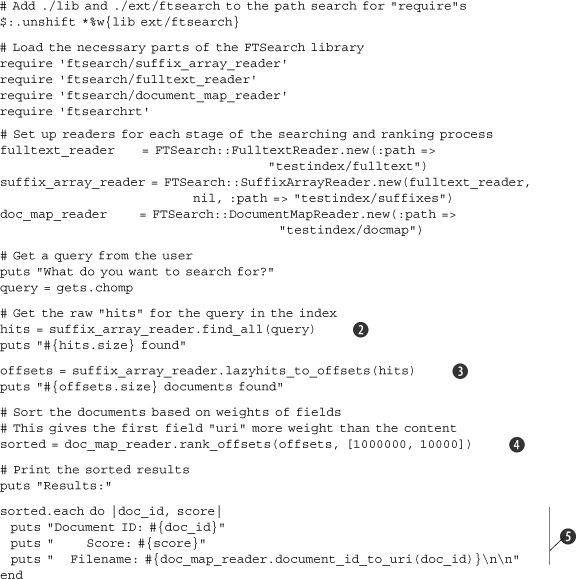 # Add ./lib and ./ext/ftsearch to the path search for "require"s
$:.unshift *%w{lib ext/ftsearch}
# Load the necessary parts of the FTSearch library
require 'ftsearch/suffix_array_reader'
require 'ftsearch/fulltext_reader'
require 'ftsearch/document_map_reader'
require 'ftsearchrt'
# Set up readers for each stage of the searching and ranking process
fulltext_reader     = FTSearch::FulltextReader.new(:path =>
                                    "testindex/fulltext")
suffix_array_reader = FTSearch::SuffixArrayReader.new(fulltext_reader,
                          nil, :path => "testindex/suffixes")
doc_map_reader      = FTSearch::DocumentMapReader.new(:path =>
                                      "testindex/docmap")
# Get a query from the user
puts "What do you want to search for?"
query = gets.chomp
# Get the raw "hits" for the query in the index
hits = suffix_array_reader.find_all(query) 2
puts "#{hits.size} found"
offsets = suffix_array_reader.lazyhits_to_offsets(hits) 3
puts "#{offsets.size} documents found"
# Sort the documents based on weights of fields
# This gives the first field "uri" more weight than the content
sorted = doc_map_reader.rank_offsets(offsets, [1000000, 10000]) 4
# Print the sorted results
puts "Results:"
sorted.each do |doc_id, score|
  puts "Document ID: #{doc_id}"
  puts "      Score: #{score}"
  puts "   Filename: #{doc_map_reader.document_id_to_uri(doc_id)}\n\n" 5
end